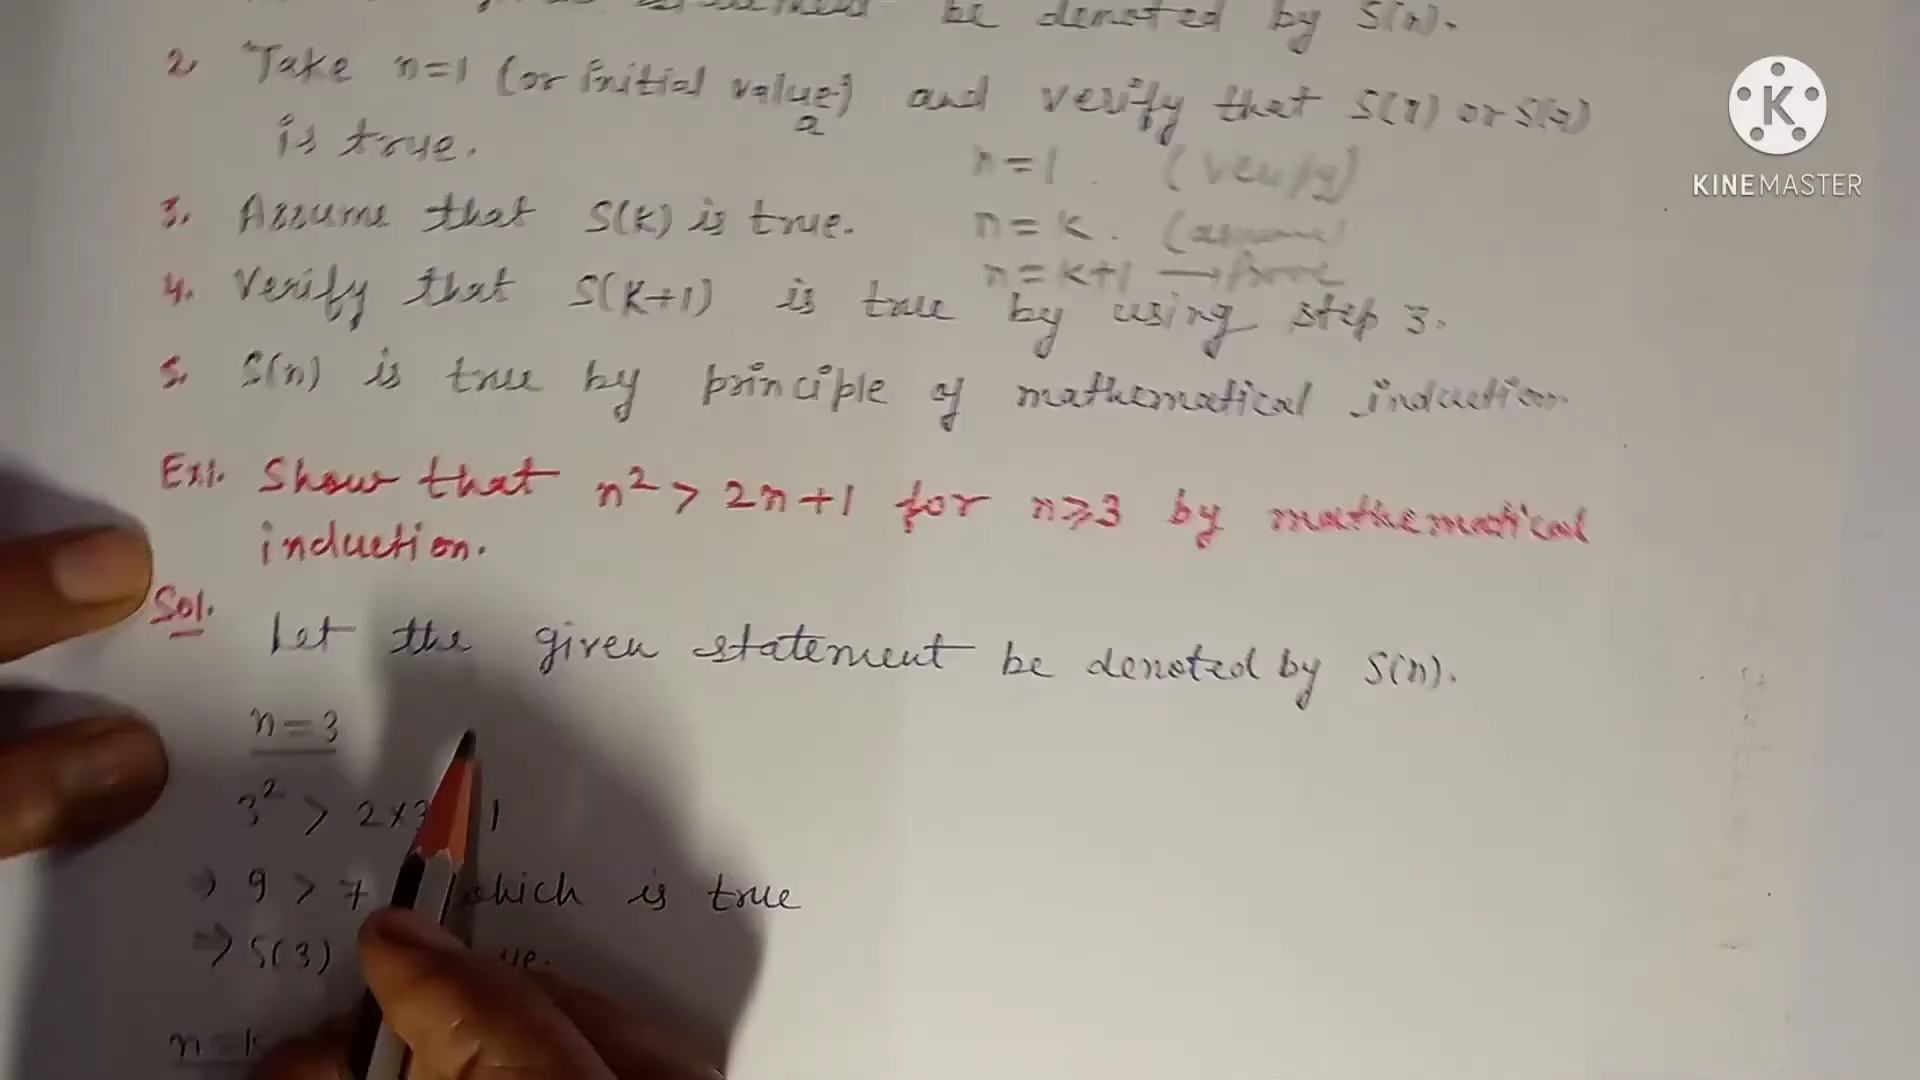 be denoted by S(n).
2. Take n=1 (or initial value) and verify that S(1) or S(a)
a
is true.
n=1. (verify)
3. Assume that S(k) is true.
n=k. (assume)
n=k+1 → Prove
4. Verify that S(k+1) is true by using step 3.
5. S(n) is true by principle of mathematical induction.
Ex1. Show that n² > 2n+1 for n≥3 by mathematical
induction.
Sol.
Let the given statement be denoted by S(n).
n=3
3² > 2×3 1
⇒ 9 > 7 which is true
⇒ S(3)
n=k
K
KINEMASTER